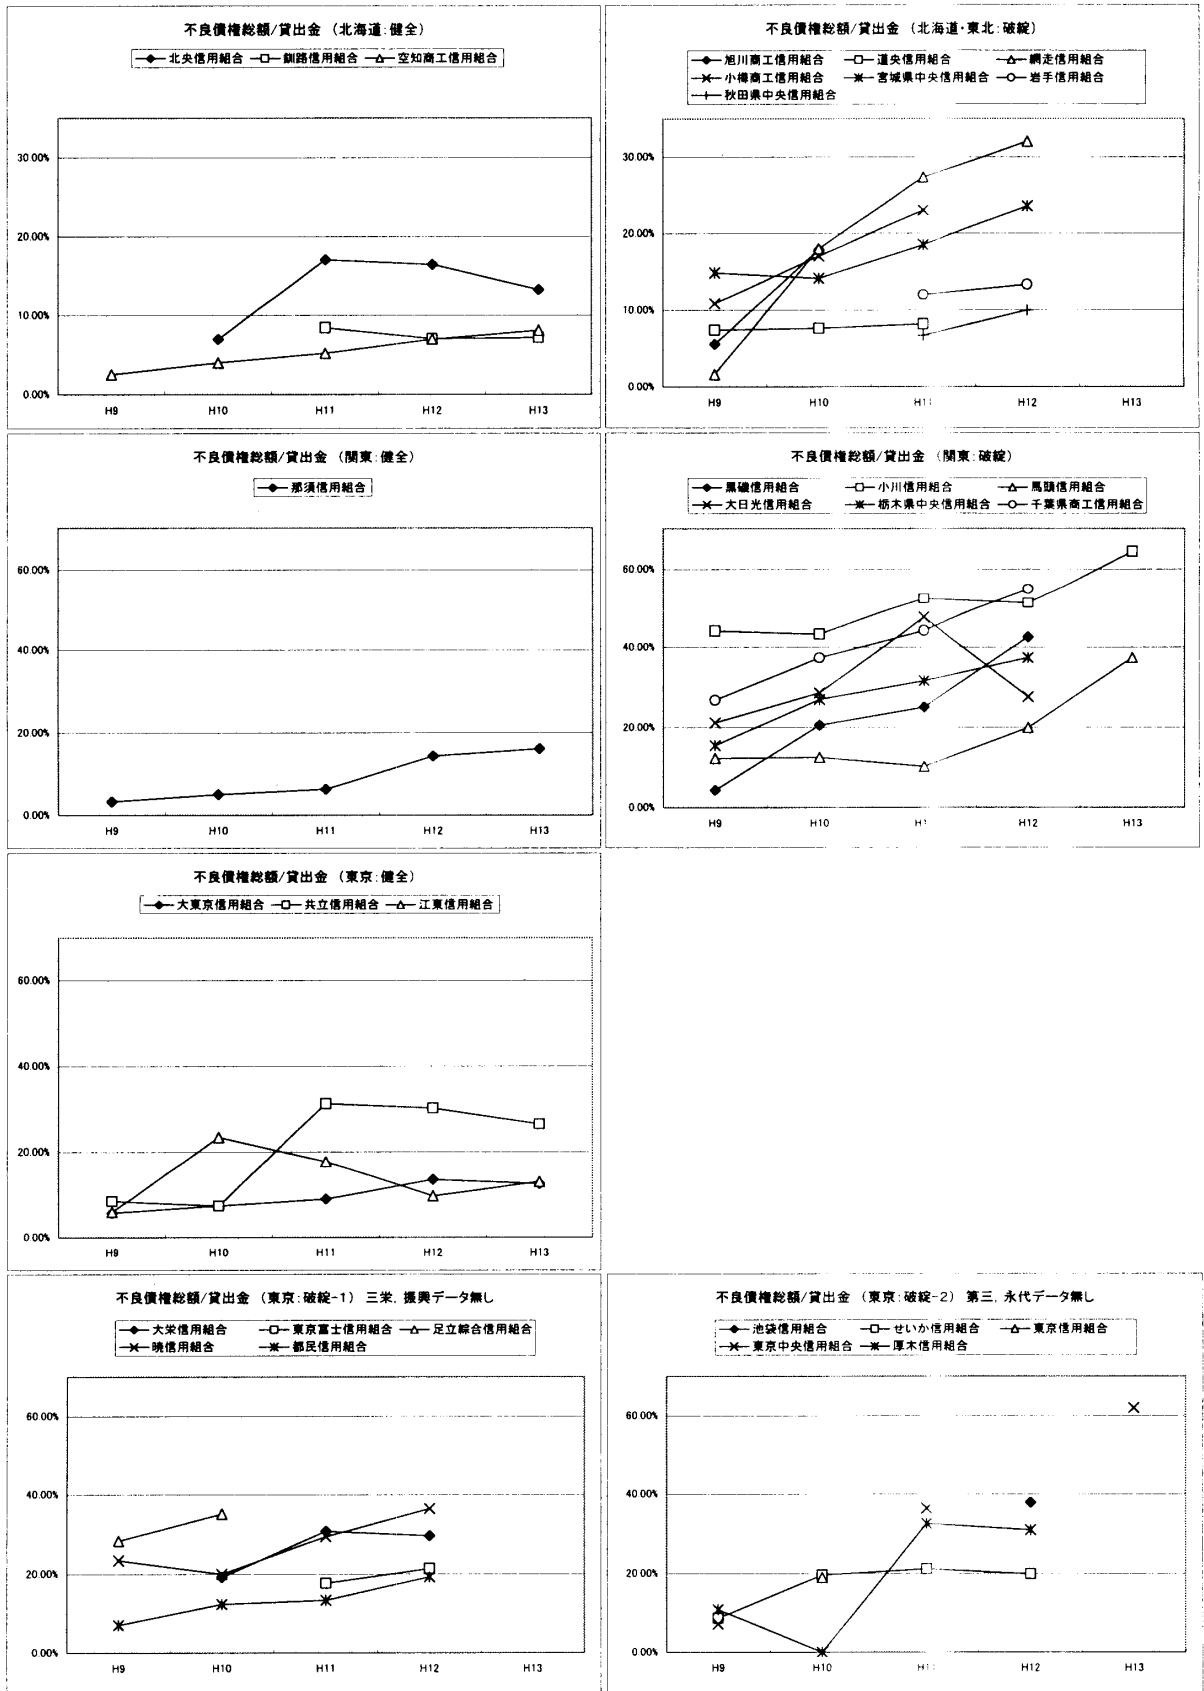 不良債権総額/貸出金 (北海道:健全)
北央信用組合 釧路信用組合 空知商工信用組合
30.00%
20.00%
10.00%
0.00%
H9 H10 H11 H12 H13
不良債権総額/貸出金 (北海道・東北:破綻)
旭川商工信用組合 道央信用組合 網走信用組合
小樽商工信用組合 宮城県中央信用組合 岩手信用組合
秋田県中央信用組合
30.00%
20.00%
10.00%
0.00%
H9 H10 H11 H12 H13
不良債権総額/貸出金 (関東:健全)
那須信用組合
60.00%
40.00%
20.00%
0.00%
H9 H10 H11 H12 H13
不良債権総額/貸出金 (関東:破綻)
黒磯信用組合 小川信用組合 馬頭信用組合
大日光信用組合 栃木県中央信用組合 千葉県商工信用組合
60.00%
40.00%
20.00%
0.00%
H9 H10 H1 H12 H13
不良債権総額/貸出金 (東京:健全)
大東京信用組合 共立信用組合 江東信用組合
60.00%
40.00%
20.00%
0.00%
H9 H10 H11 H12 H13
不良債権総額/貸出金 (東京:破綻-1) 三栄, 振興データ無し
大栄信用組合 東京富士信用組合 足立綜合信用組合
暁信用組合 都民信用組合
60.00%
40.00%
20.00%
0.00%
H9 H10 H11 H12 H13
不良債権総額/貸出金 (東京:破綻-2) 第三, 永代データ無し
池袋信用組合 せいか信用組合 東京信用組合
東京中央信用組合 厚木信用組合
60.00%
40.00%
20.00%
0.00%
H9 H10 H11 H12 H13